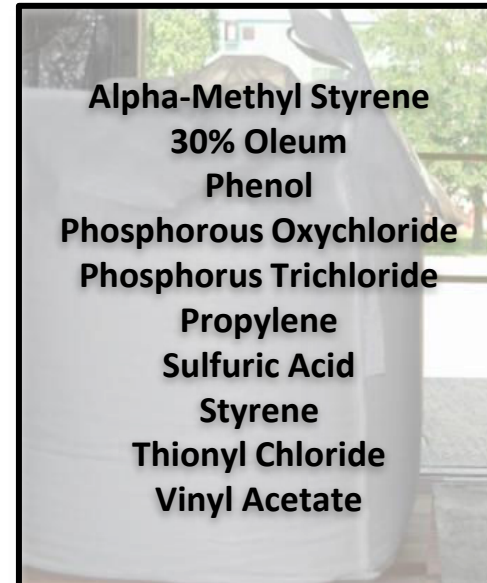 Alpha-Methyl Styrene
30% Oleum
Phenol
Phosphorous Oxychloride
Phosphorus Trichloride
Propylene
Sulfuric Acid
Styrene
Thionyl Chloride
Vinyl Acetate